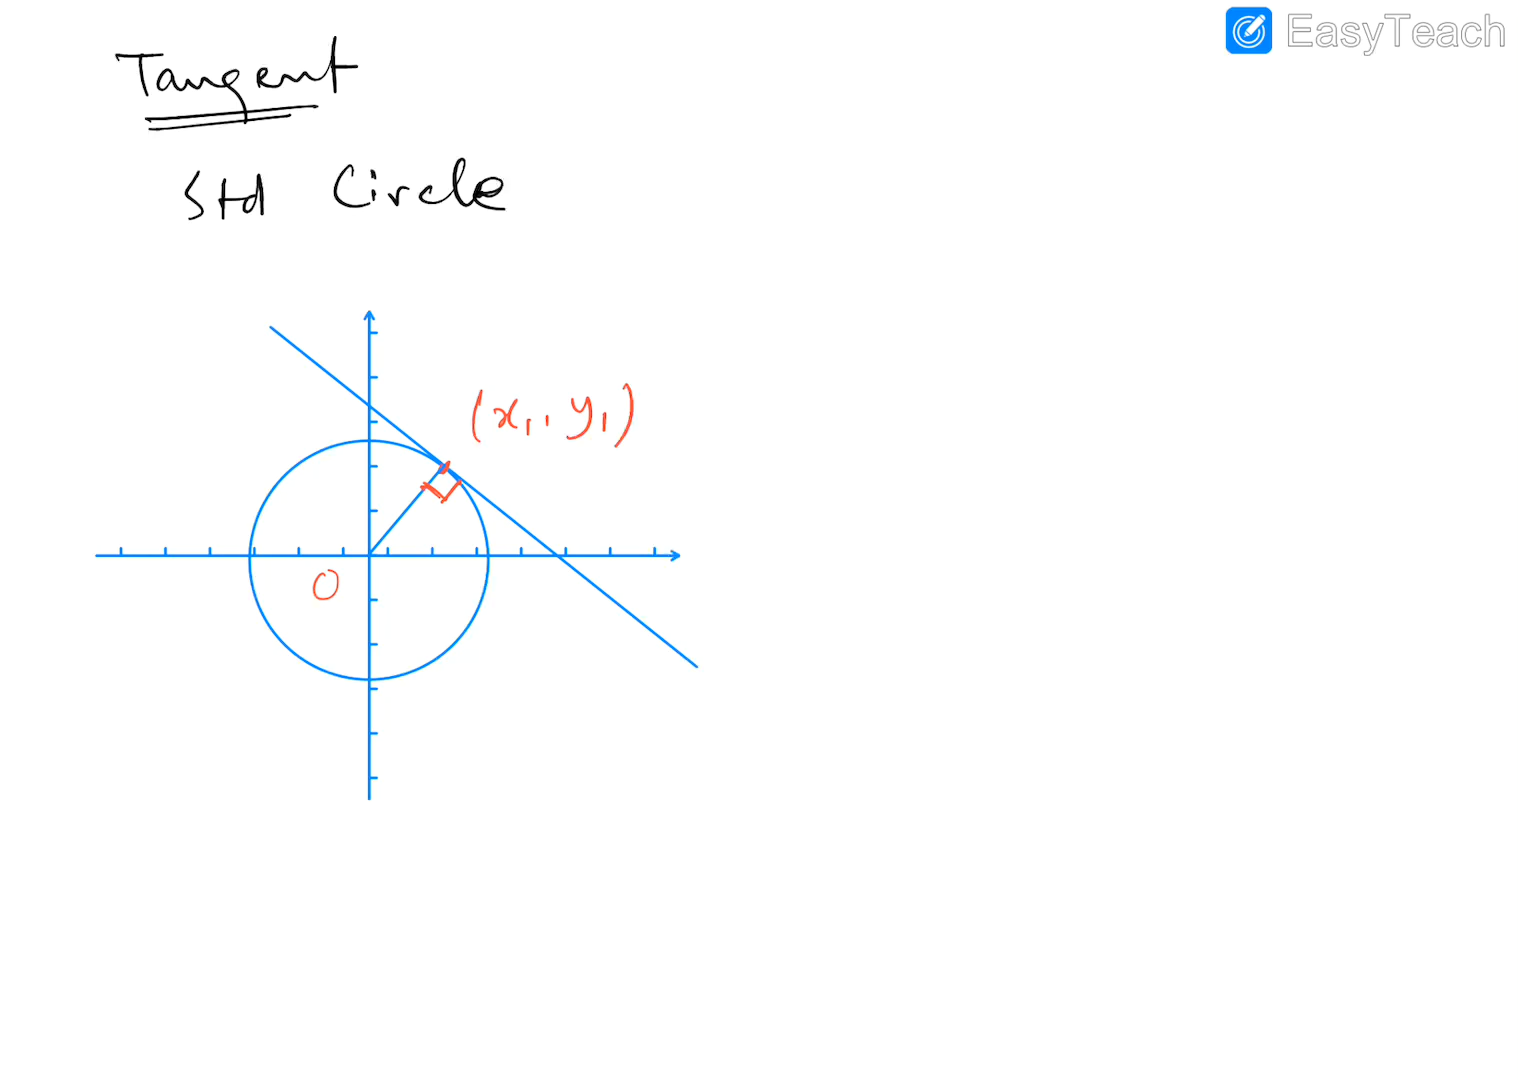 EasyTeach
Tangent
Std Circle
(x₁, y₁)
O